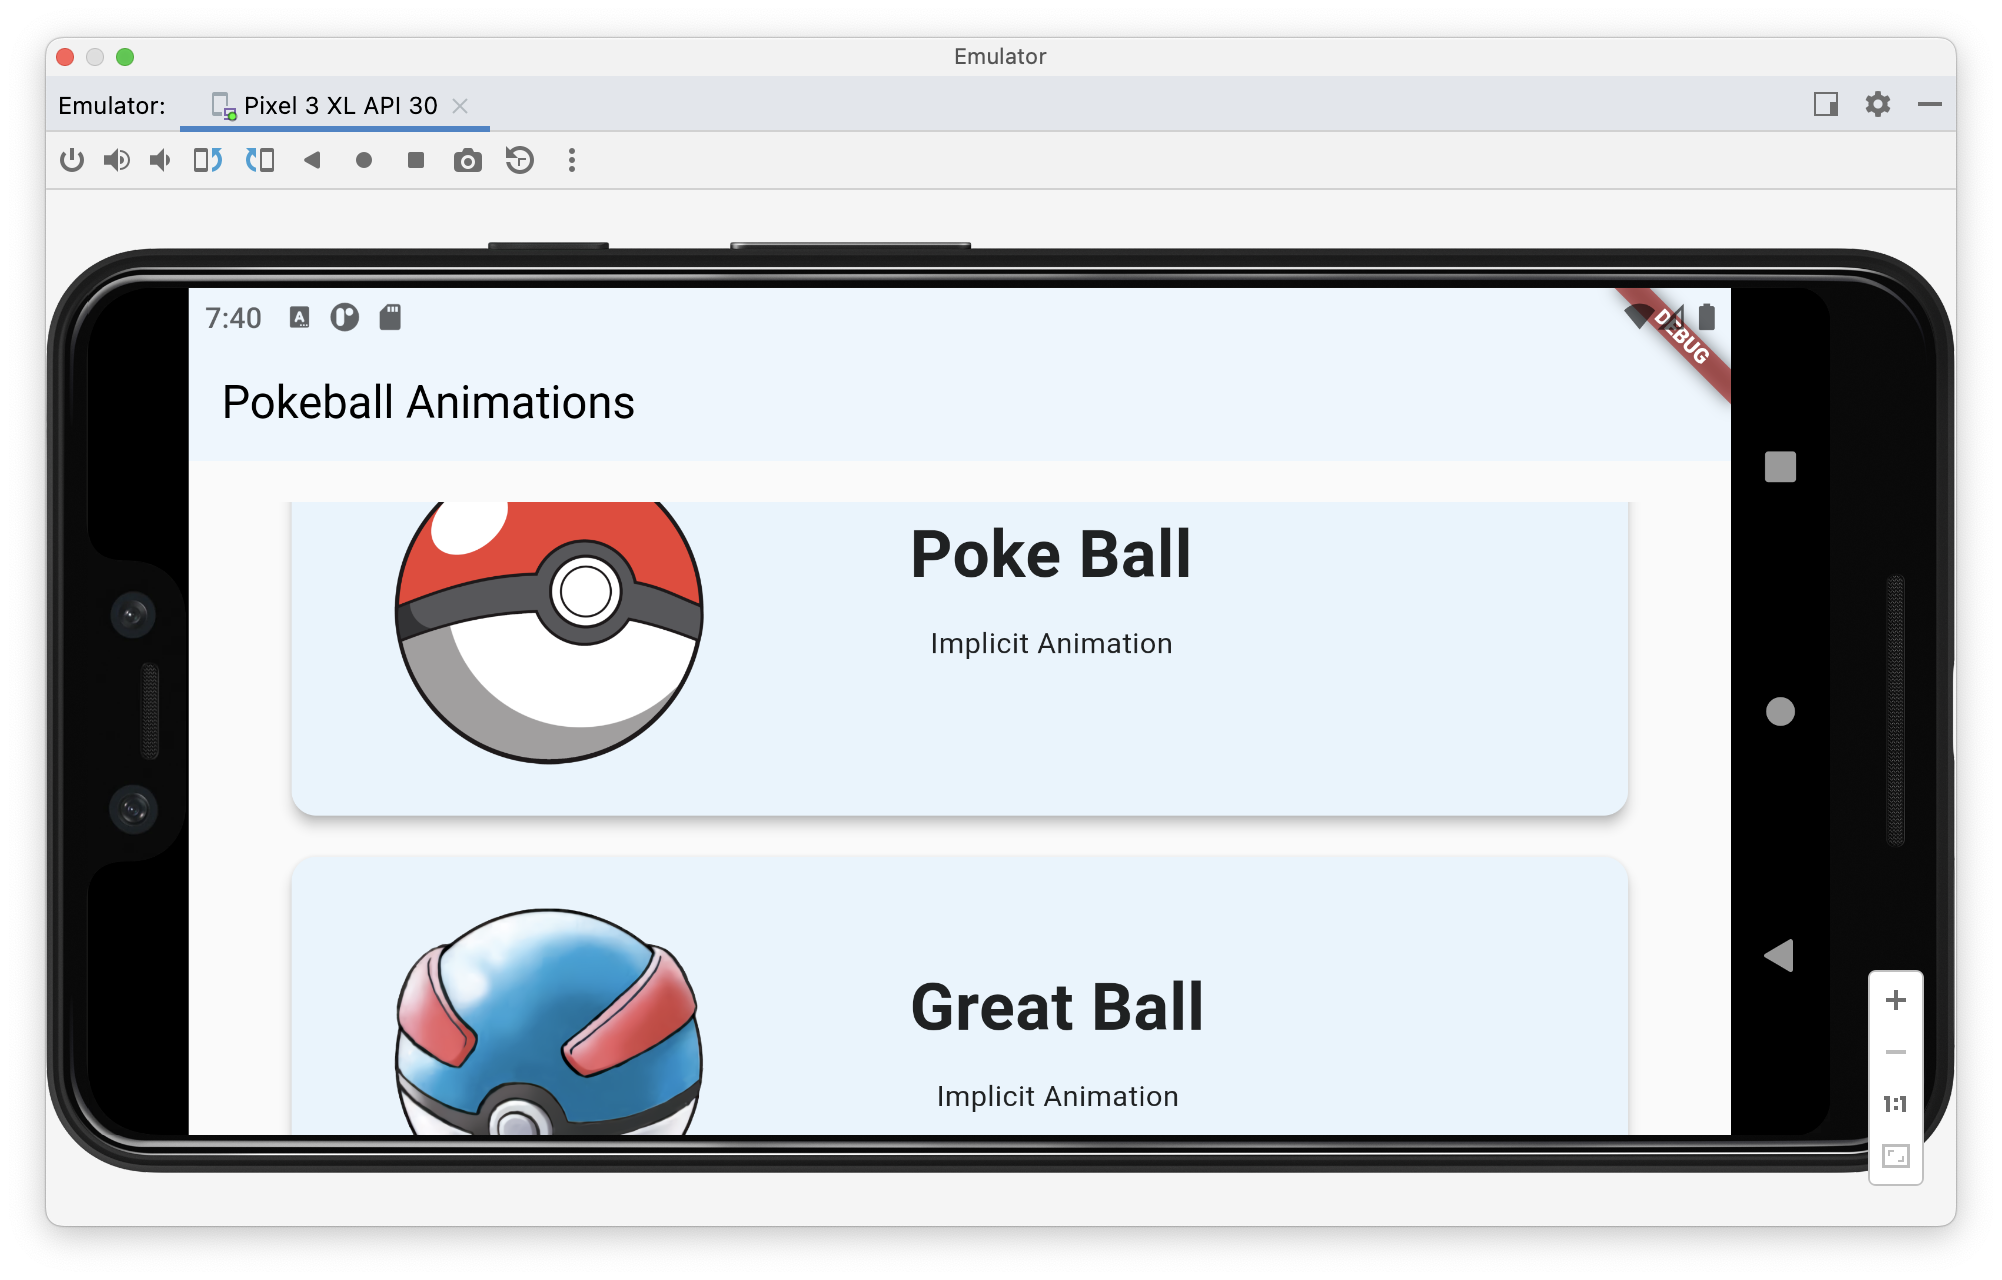 Emulator
Emulator: Pixel 3 XL API 30
7:40 A
DEBUG
Pokeball Animations
Poke Ball
Implicit Animation
Great Ball
Implicit Animation
1:1